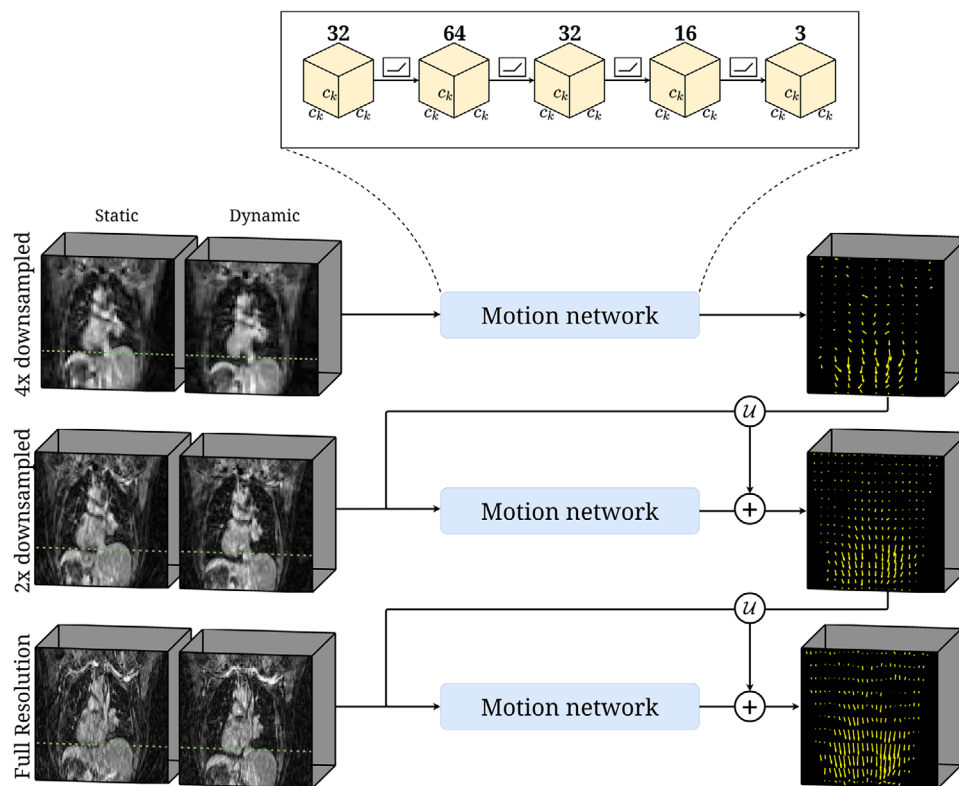 32 64 32 16 3
c_k c_k c_k c_k c_k
c_k c_k c_k c_k c_k c_k c_k c_k c_k c_k
Static Dynamic
4x downsampled
Motion network
u
2x downsampled
Motion network
+
u
Full Resolution
Motion network
+